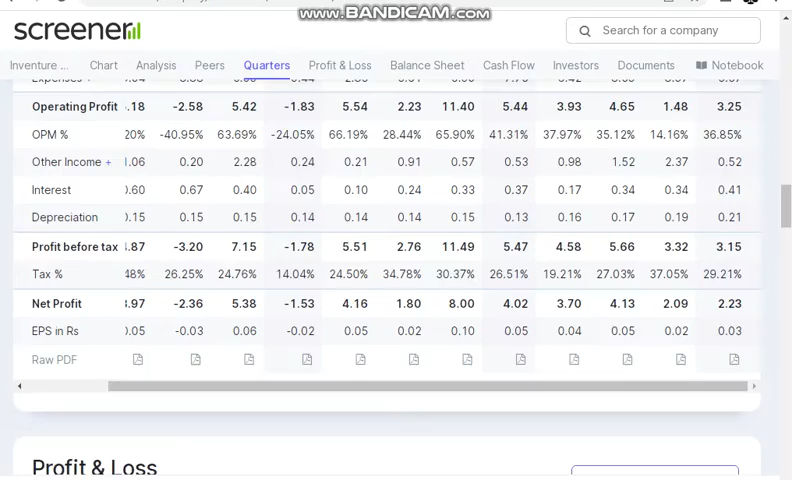 www.BANDICAM.com
screener
Search for a company
Inventure ... Chart Analysis Peers Quarters Profit & Loss Balance Sheet Cash Flow Investors Documents Notebook
Operating Profit .18 -2.58 5.42 -1.83 5.54 2.23 11.40 5.44 3.93 4.65 1.48 3.25
OPM % 20% -40.95% 63.69% -24.05% 66.19% 28.44% 65.90% 41.31% 37.97% 35.12% 14.16% 36.85%
Other Income + .06 0.20 2.28 0.24 0.21 0.91 0.57 0.53 0.98 1.52 2.37 0.52
Interest .60 0.67 0.40 0.05 0.10 0.24 0.33 0.37 0.17 0.34 0.34 0.41
Depreciation .15 0.15 0.15 0.14 0.14 0.14 0.15 0.13 0.16 0.17 0.19 0.21
Profit before tax .87 -3.20 7.15 -1.78 5.51 2.76 11.49 5.47 4.58 5.66 3.32 3.15
Tax % 48% 26.25% 24.76% 14.04% 24.50% 34.78% 30.37% 26.51% 19.21% 27.03% 37.05% 29.21%
Net Profit .97 -2.36 5.38 -1.53 4.16 1.80 8.00 4.02 3.70 4.13 2.09 2.23
EPS in Rs .05 -0.03 0.06 -0.02 0.05 0.02 0.10 0.05 0.04 0.05 0.02 0.03
Raw PDF
Profit & Loss